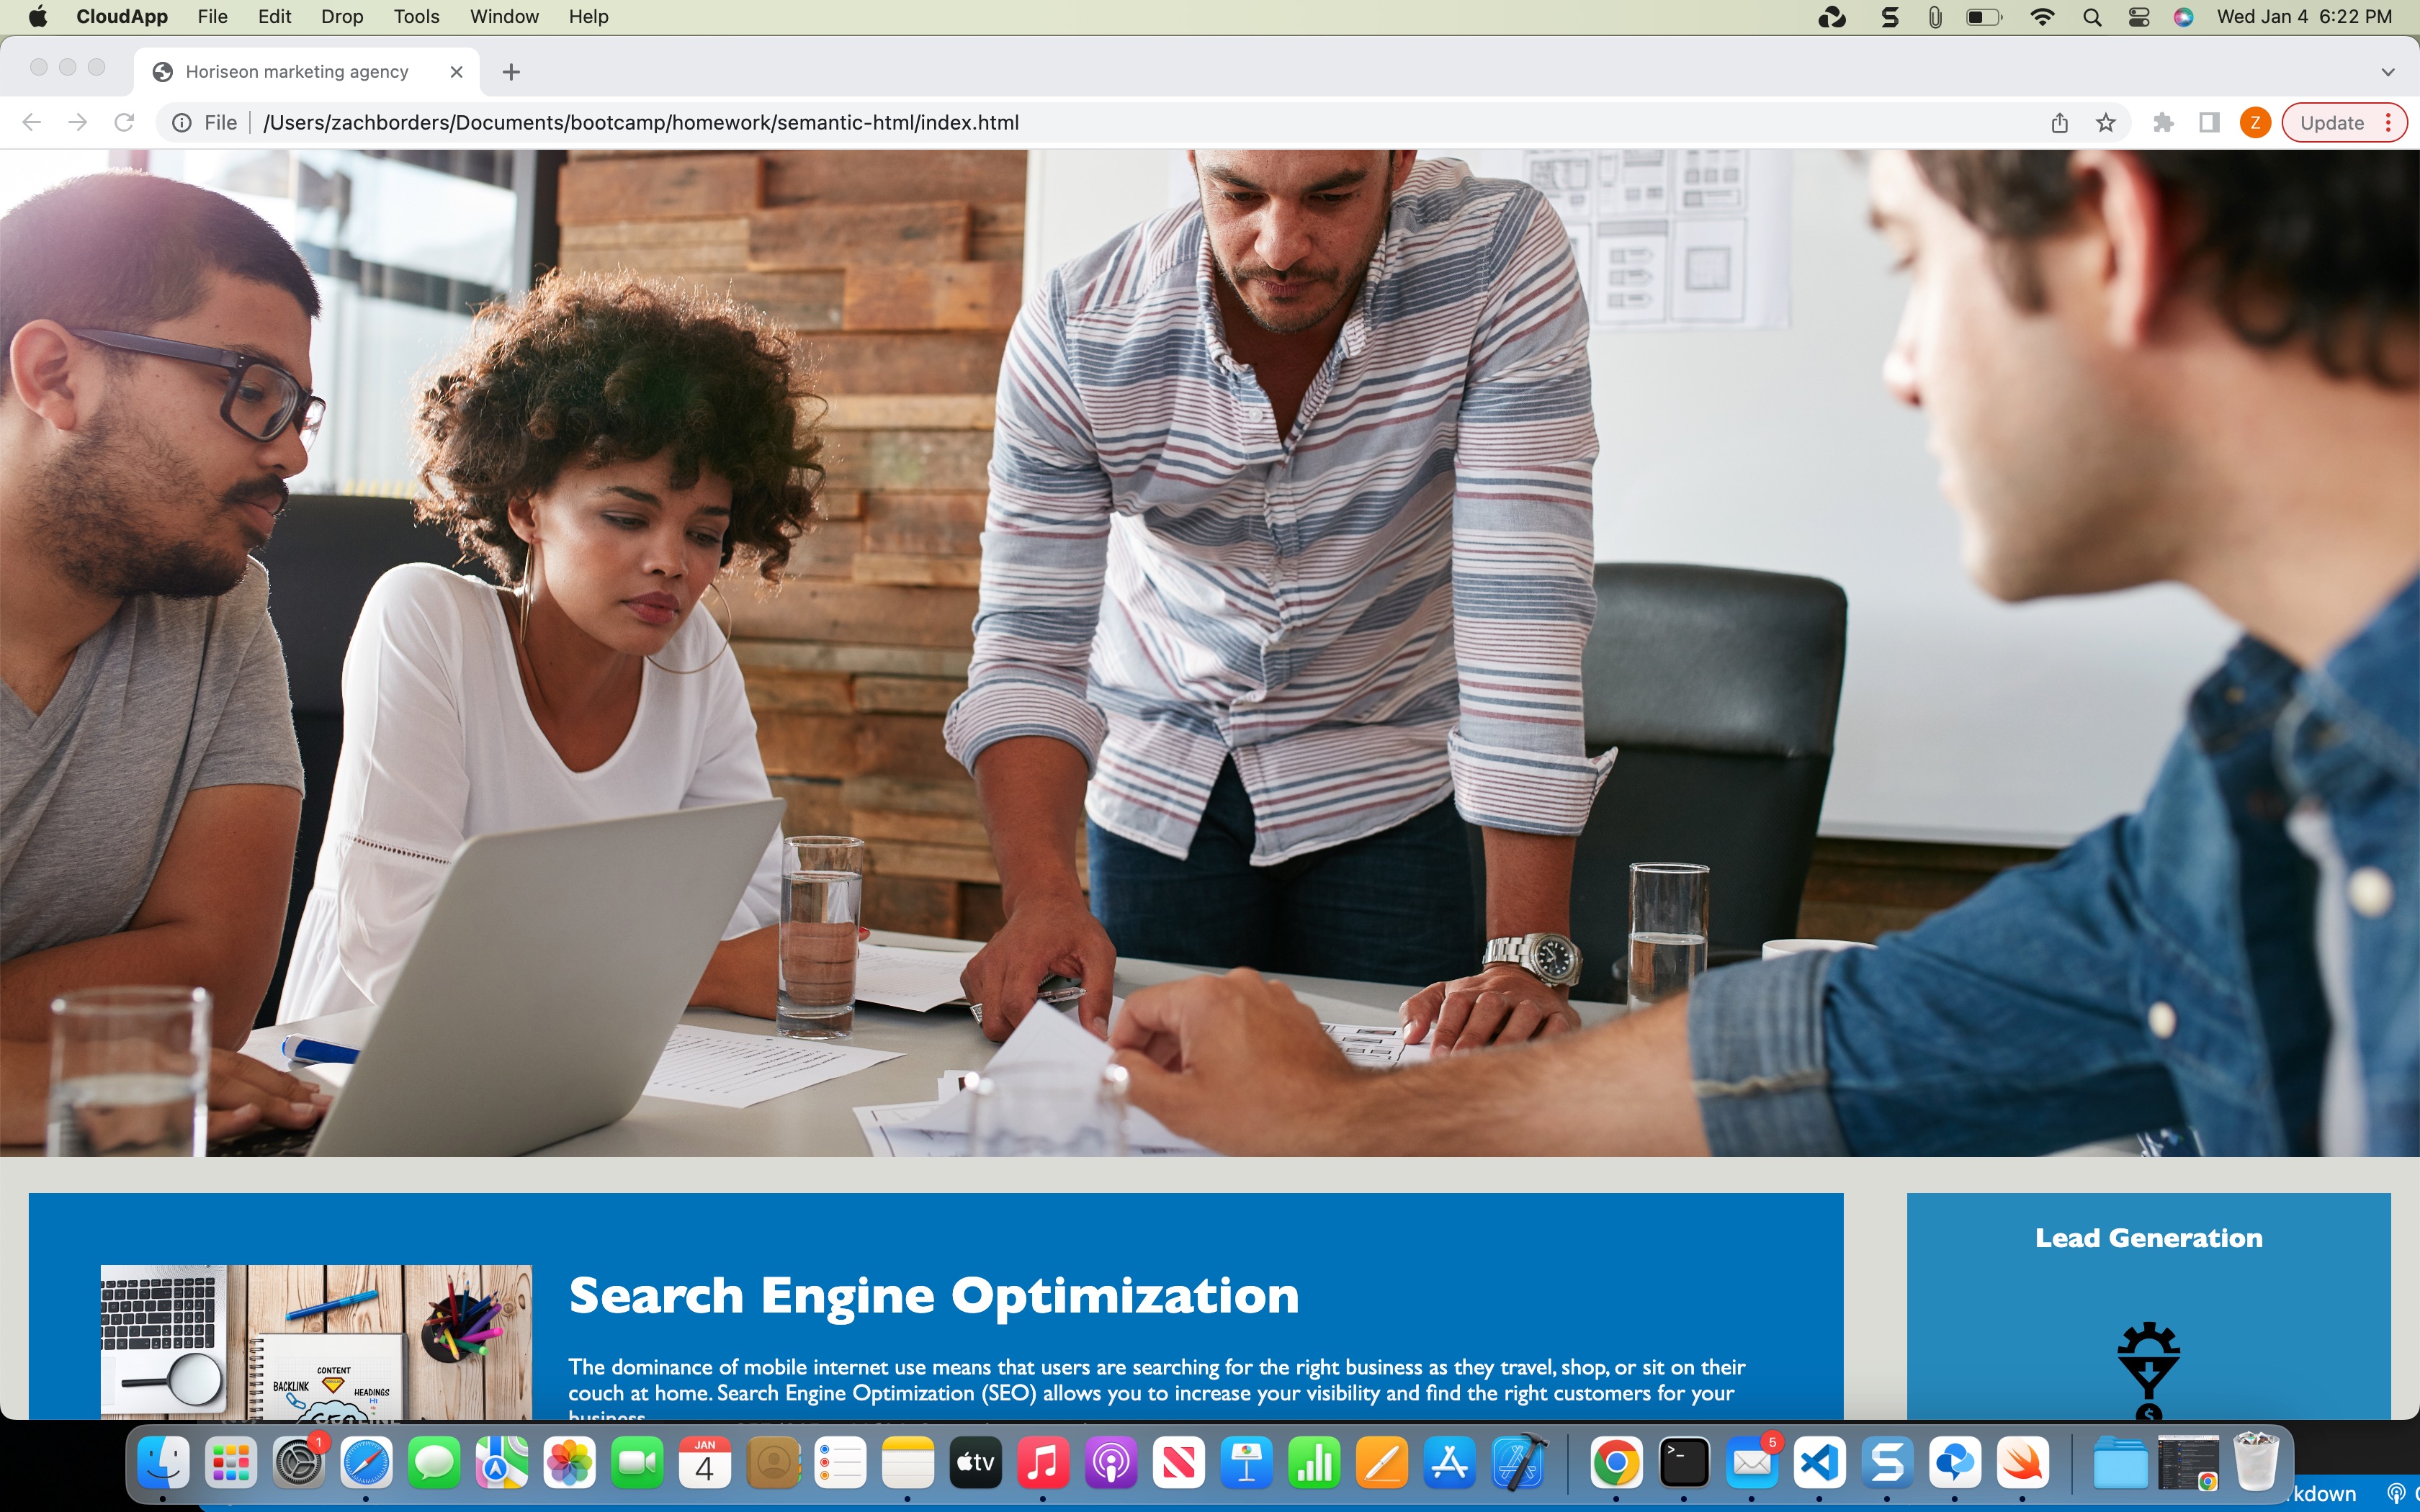 CloudApp File Edit Drop Tools Window Help Wed Jan 4 6:22 PM
Horiseon marketing agency
File /Users/zachborders/Documents/bootcamp/homework/semantic-html/index.html Z Update
Search Engine Optimization
The dominance of mobile internet use means that users are searching for the right business as they travel, shop, or sit on their
couch at home. Search Engine Optimization (SEO) allows you to increase your visibility and find the right customers for your
business.
CONTENT
BACKLINK
HEADINGS
Lead Generation
$
1
JAN
4
tv
5
kdown